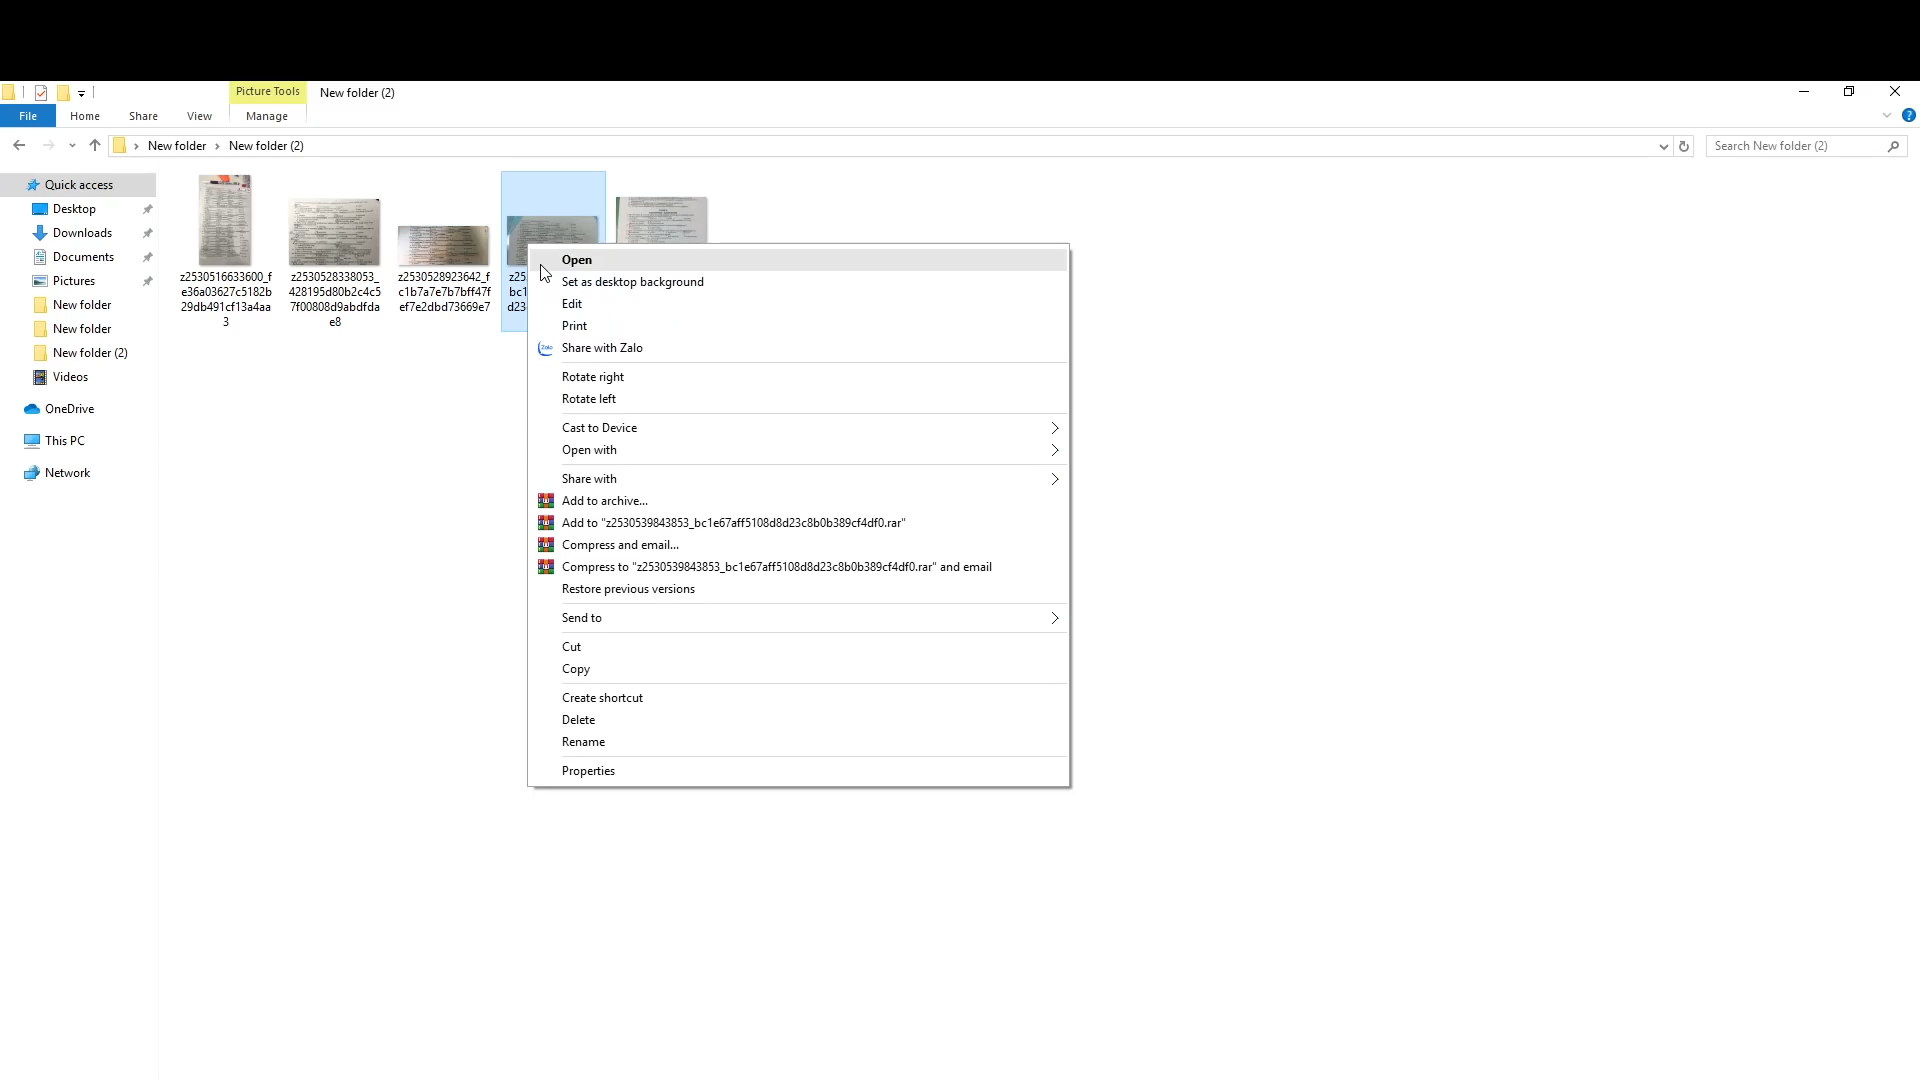 Picture Tools
New folder (2)
File
Home
Share
View
Manage
New folder
New folder (2)
Search New folder (2)
Quick access
Desktop
Downloads
Documents
Pictures
New folder
New folder
New folder (2)
Videos
OneDrive
This PC
Network
z2530516633600_f
e36a03627c5182b
29db491cf13a4aa
3
z2530528338053_
428195d80b2c4c5
7f00808d9abdfda
e8
z2530528923642_f
c1b7a7e7b7bff47f
ef7e2dbd73669e7
z25
bc1
d23
Open
Set as desktop background
Edit
Print
Share with Zalo
Rotate right
Rotate left
Cast to Device
Open with
Share with
Add to archive...
Add to "z2530539843853_bc1e67aff5108d8d23c8b0b389cf4df0.rar"
Compress and email...
Compress to "z2530539843853_bc1e67aff5108d8d23c8b0b389cf4df0.rar" and email
Restore previous versions
Send to
Cut
Copy
Create shortcut
Delete
Rename
Properties